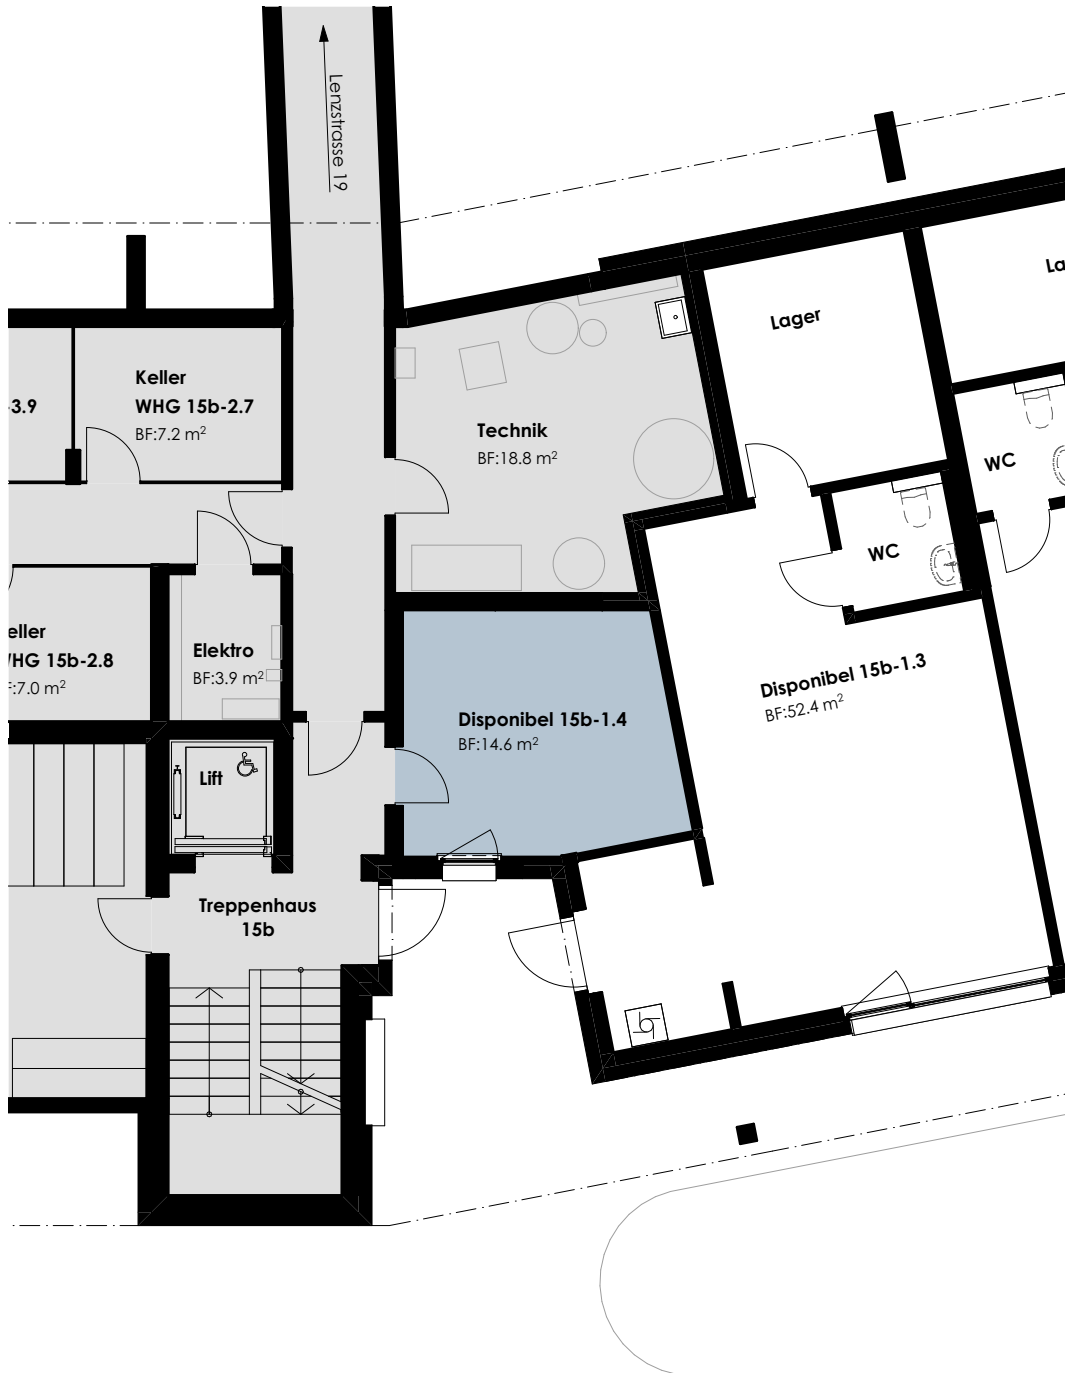 Lenzstrasse 19
Lager
La
Keller
WHG 15b-2.7
BF:7.2 m²
-3.9
Technik
BF:18.8 m²
WC
WC
eller
HG 15b-2.8
:7.0 m²
Elektro
BF:3.9 m²
Disponibel 15b-1.3
BF:52.4 m²
Disponibel 15b-1.4
BF:14.6 m²
Lift
Treppenhaus
15b